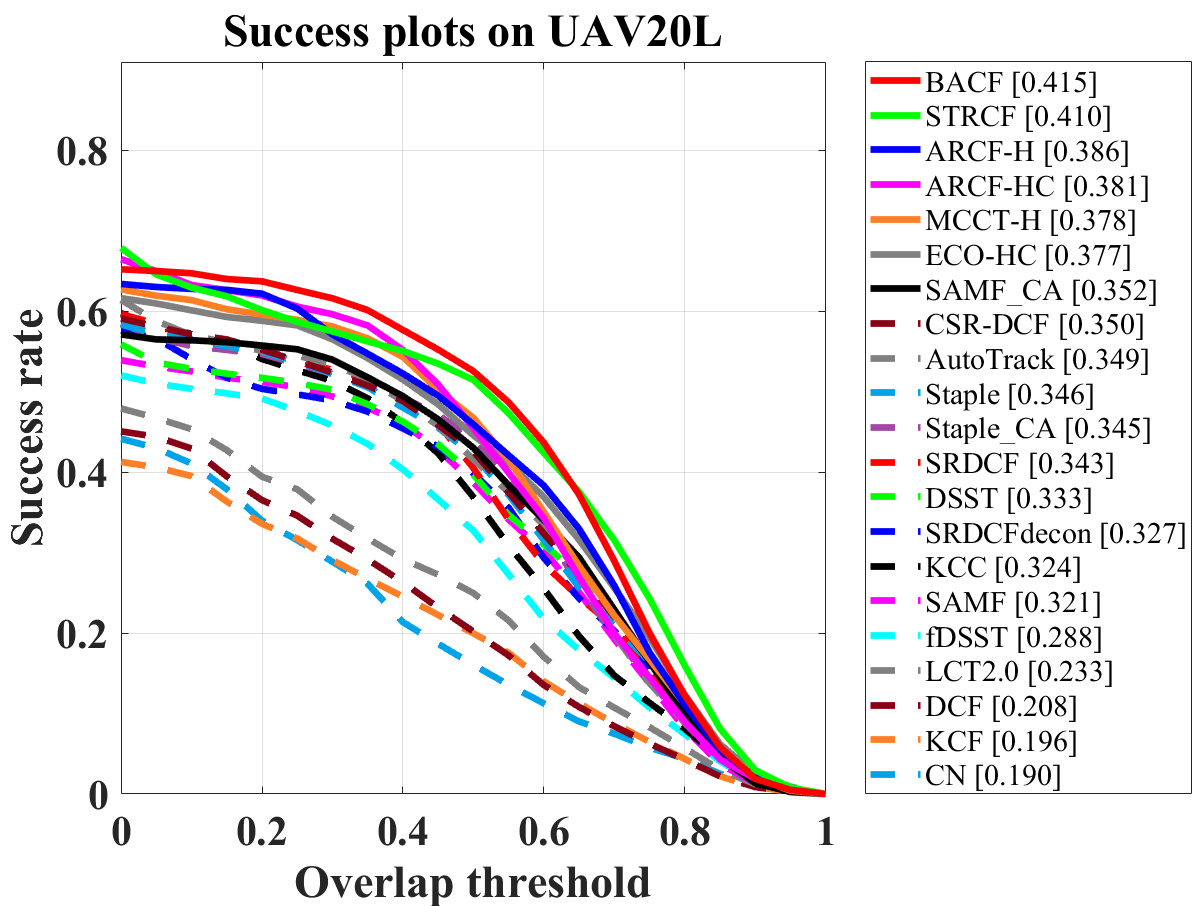 Success plots on UAV20L
Success rate
0.8
0.6
0.4
0.2
0
0 0.2 0.4 0.6 0.8 1
Overlap threshold
BACF [0.415]
STRCF [0.410]
ARCF-H [0.386]
ARCF-HC [0.381]
MCCT-H [0.378]
ECO-HC [0.377]
SAMF_CA [0.352]
CSR-DCF [0.350]
AutoTrack [0.349]
Staple [0.346]
Staple_CA [0.345]
SRDCF [0.343]
DSST [0.333]
SRDCFdecon [0.327]
KCC [0.324]
SAMF [0.321]
fDSST [0.288]
LCT2.0 [0.233]
DCF [0.208]
KCF [0.196]
CN [0.190]